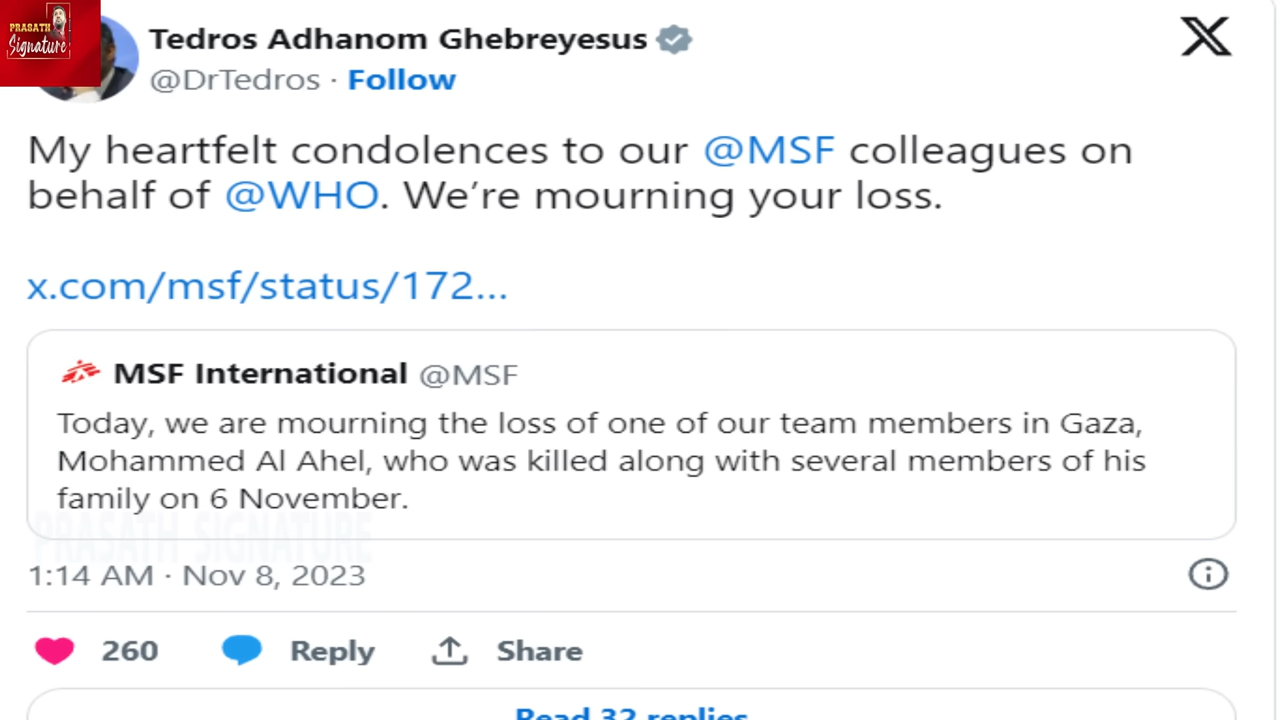 PRASATH
Signature
Tedros Adhanom Ghebreyesus
@DrTedros · Follow
My heartfelt condolences to our @MSF colleagues on
behalf of @WHO. We’re mourning your loss.
x.com/msf/status/172...
MSF International @MSF
Today, we are mourning the loss of one of our team members in Gaza,
Mohammed Al Ahel, who was killed along with several members of his
family on 6 November.
PRASATH SIGNATURE
1:14 AM · Nov 8, 2023
260 Reply Share
Read 32 replies